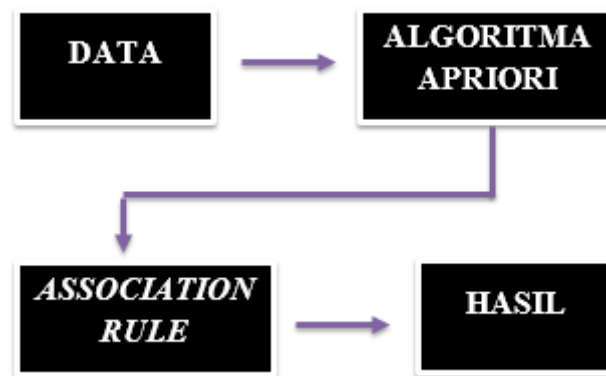 DATA
ALGORITMA
APRIORI
ASSOCIATION
RULE
HASIL